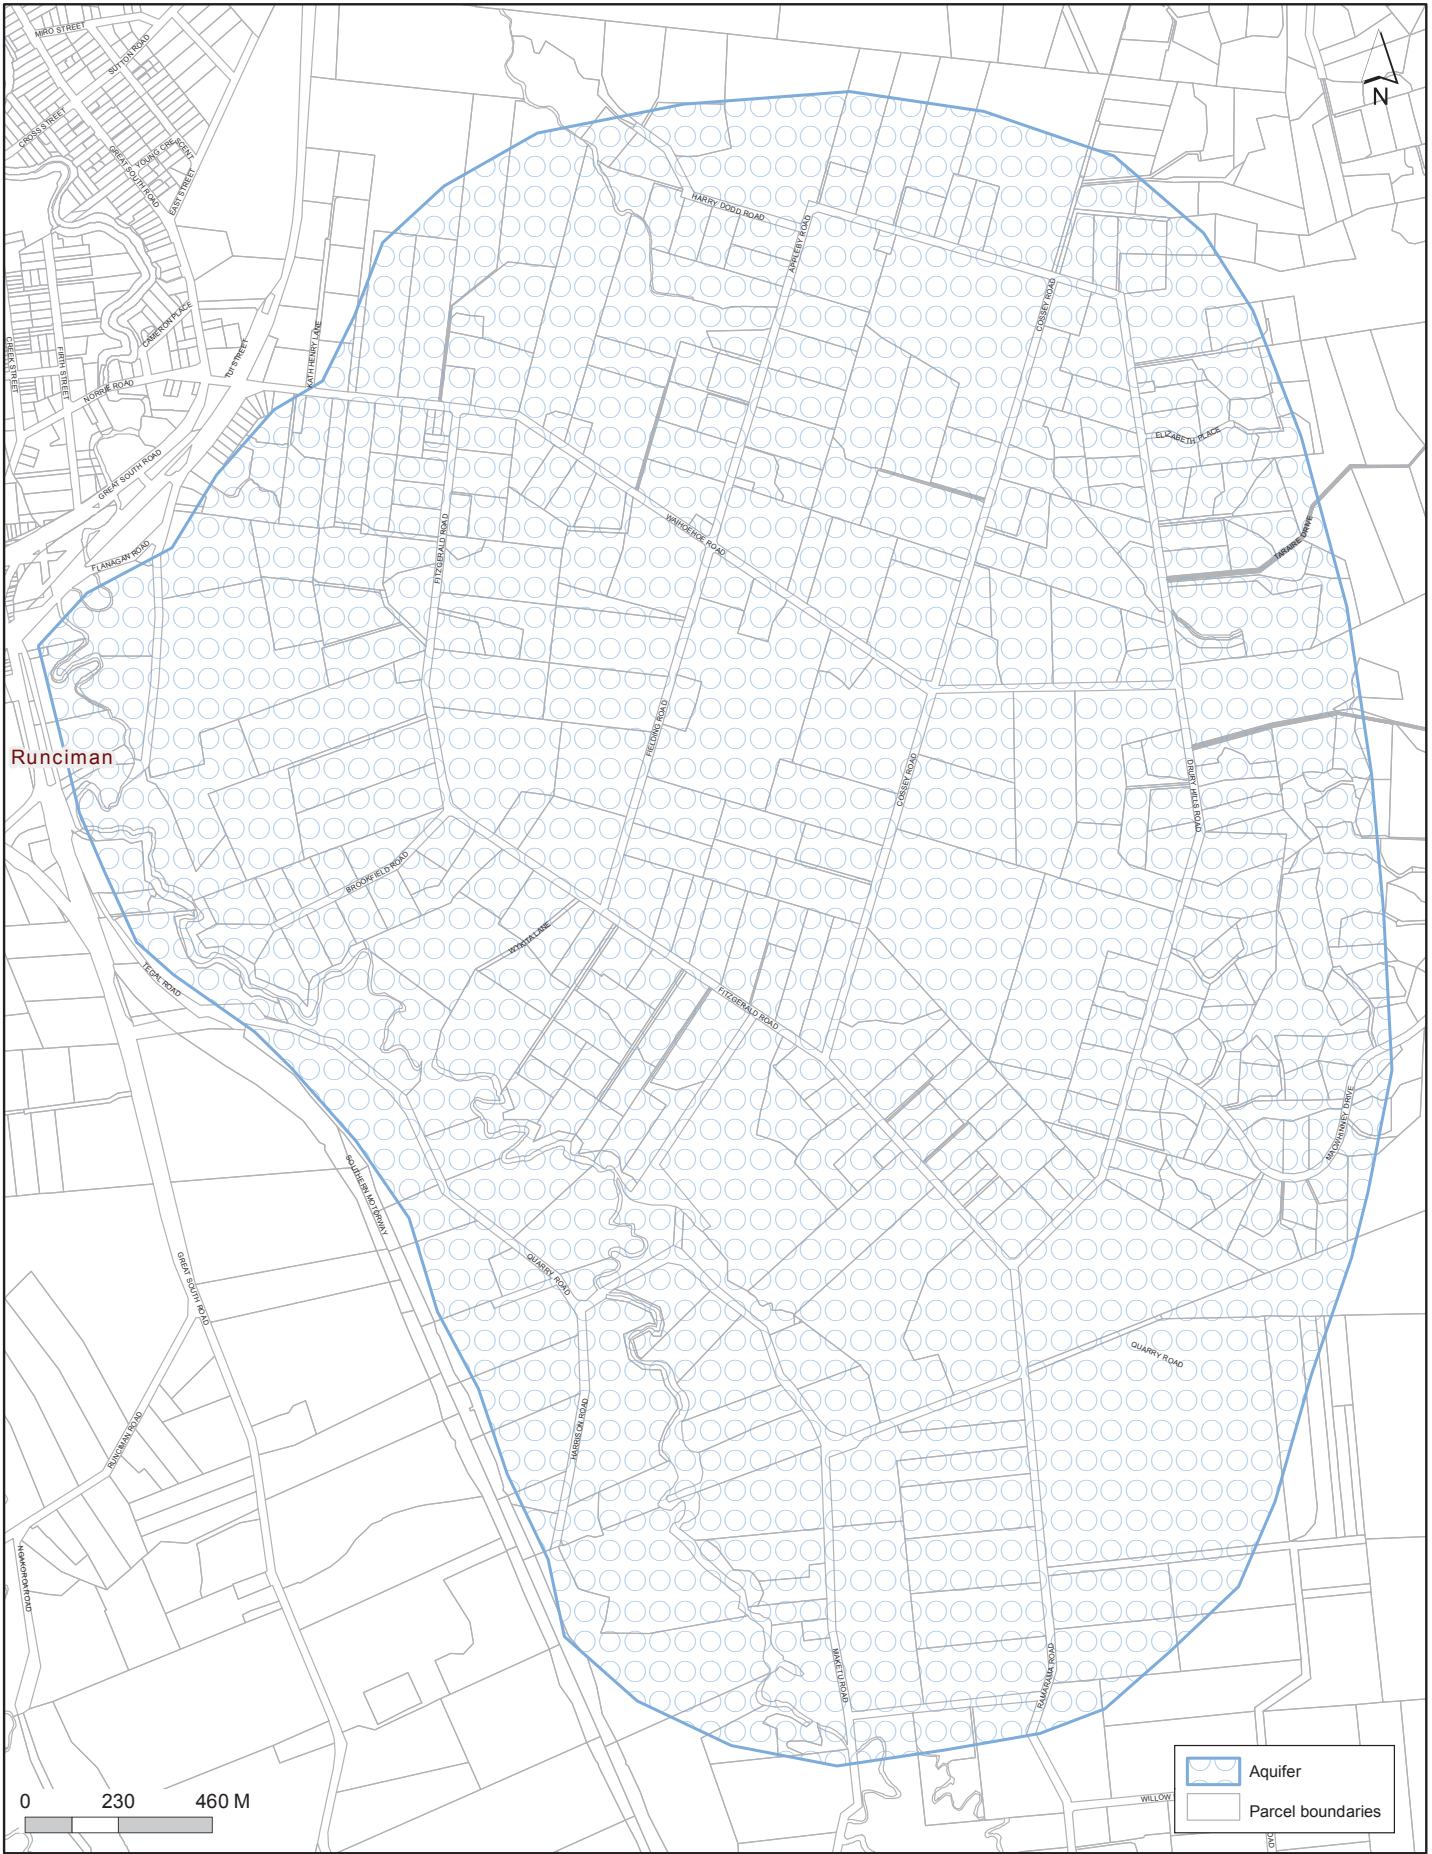 MIRO STREET
SUTTON ROAD
CROSS STREET
GREAT SOUTH ROAD
YOUNG CRESCENT
EAST STREET
N
HARRY DODD ROAD
APPLEBY ROAD
COSSEY ROAD
CAMERON PLACE
CREEK STREET
FIRTH STREET
NORRIE ROAD
TUI STREET
KATH HENRY LANE
ELIZABETH PLACE
GREAT SOUTH ROAD
FLANAGAN ROAD
FITZGERALD ROAD
WAIHOEHOE ROAD
TARAIRE DRIVE
Runciman
FIELDING ROAD
COSSEY ROAD
DRURY HILLS ROAD
BROOKFIELD ROAD
WYKITA LANE
TEGAL ROAD
FITZGERALD ROAD
MACWHINNEY DRIVE
SOUTHERN MOTORWAY
GREAT SOUTH ROAD
QUARRY ROAD
QUARRY ROAD
RUNCIMAN ROAD
HARRISON ROAD
NGAKOROA ROAD
MAKETU ROAD
RAMARAMA ROAD
WILLOW
OAD
Aquifer
Parcel boundaries
0 230 460 M